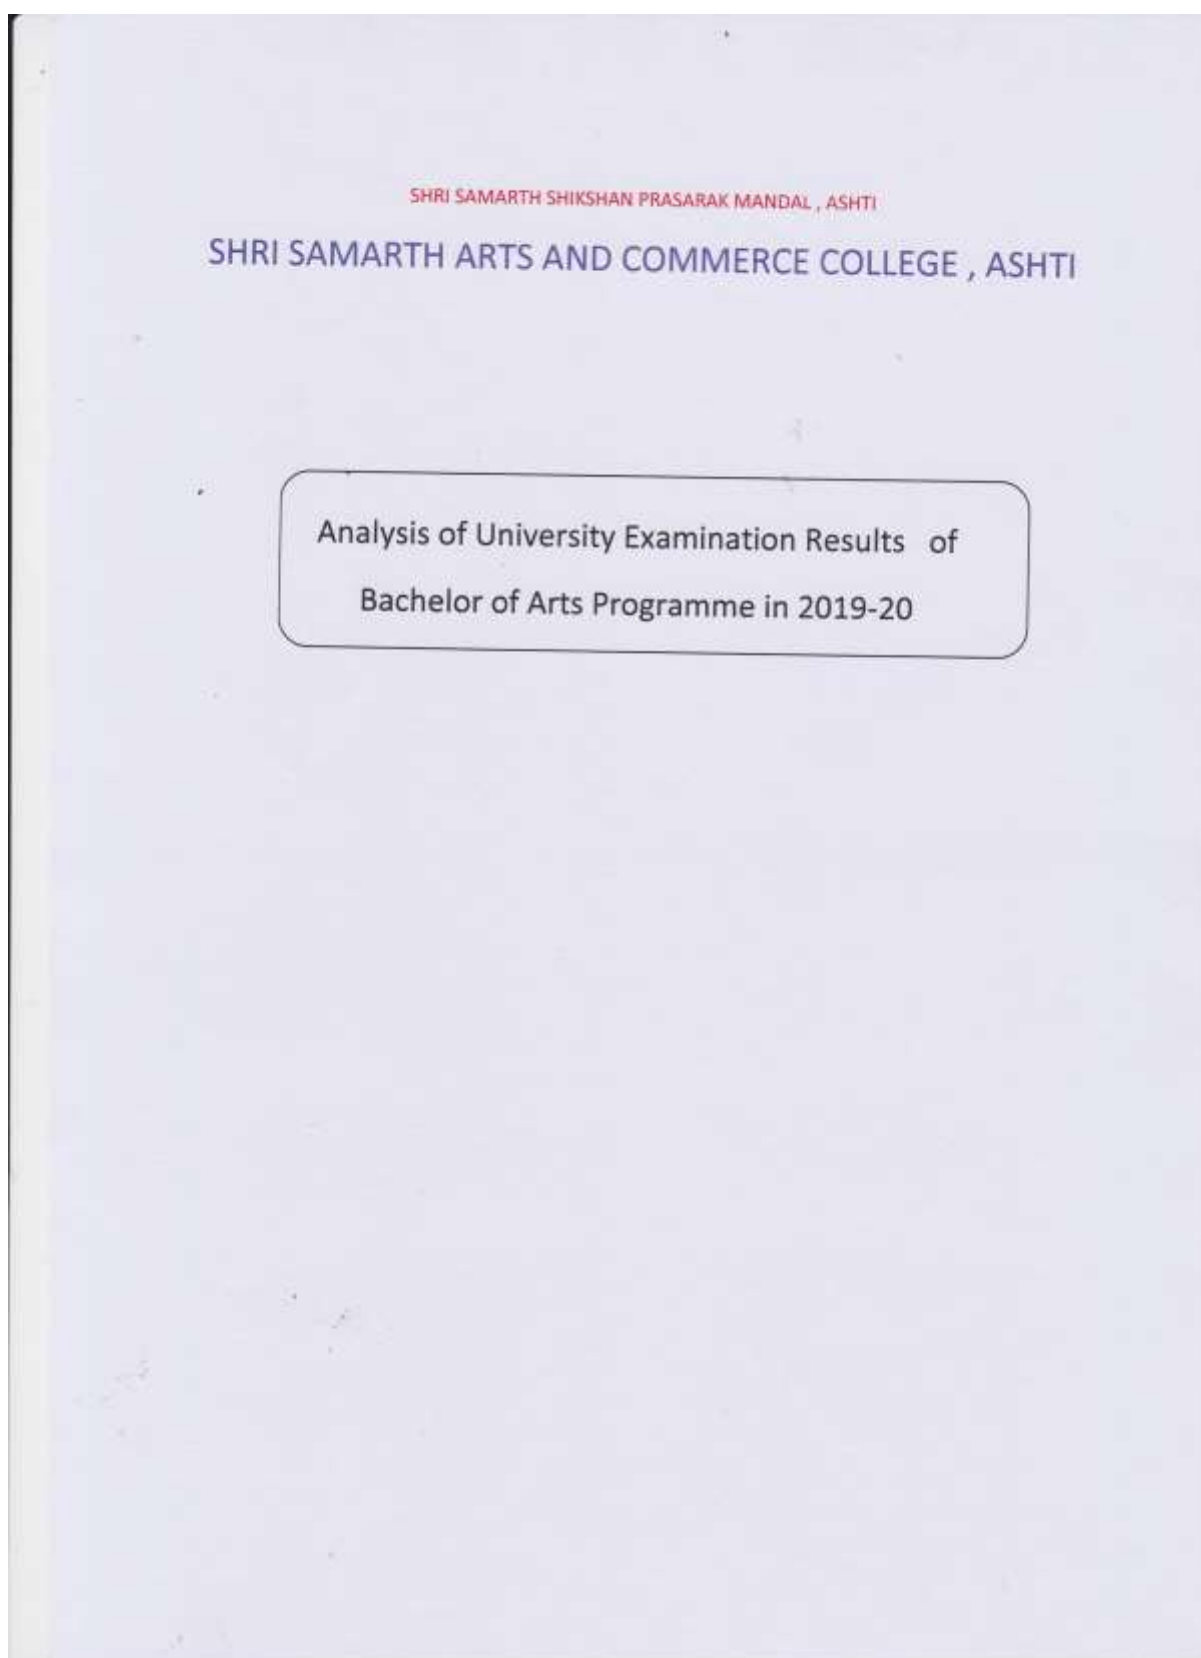 SHRI SAMARTH SHIKSHAN PRASARAK MANDAL , ASHTI
SHRI SAMARTH ARTS AND COMMERCE COLLEGE , ASHTI
Analysis of University Examination Results of
Bachelor of Arts Programme in 2019-20